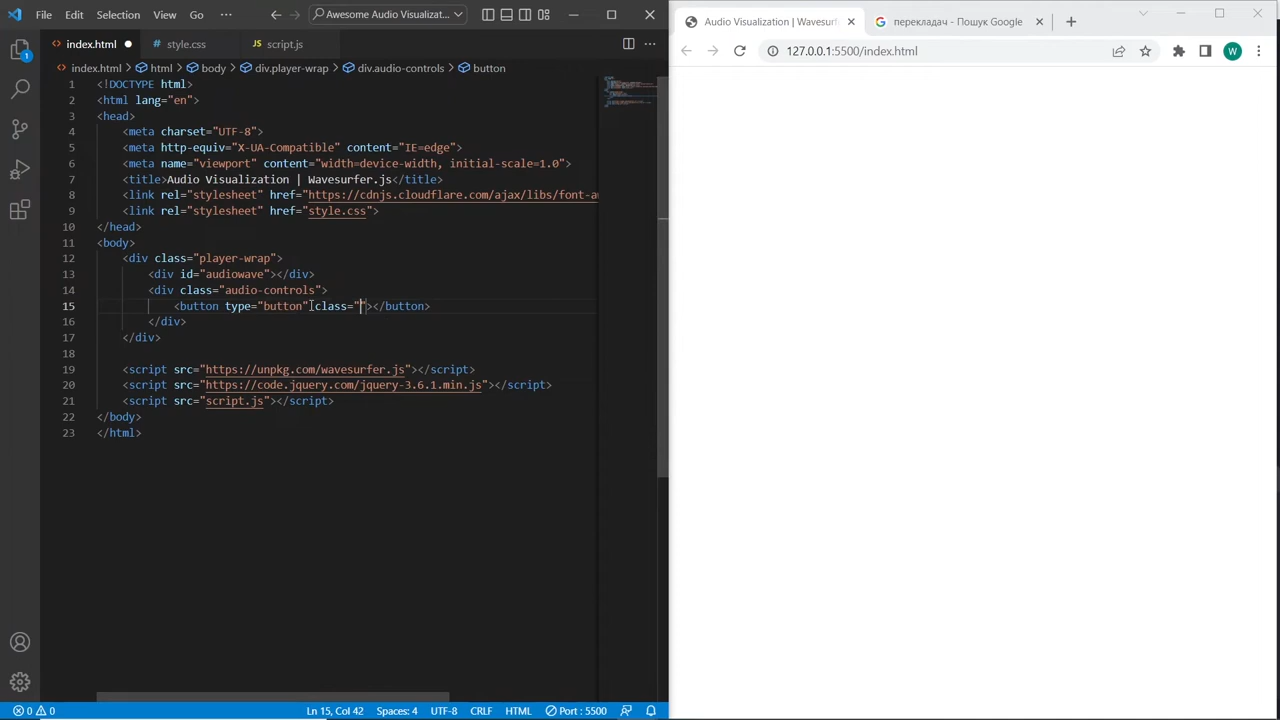 File Edit Selection View Go ··· Awesome Audio Visualizat...
index.html style.css script.js
index.html > html > body > div.player-wrap > div.audio-controls > button
1 <!DOCTYPE html>
2 <html lang="en">
3 <head>
4 <meta charset="UTF-8">
5 <meta http-equiv="X-UA-Compatible" content="IE=edge">
6 <meta name="viewport" content="width=device-width, initial-scale=1.0">
7 <title>Audio Visualization | Wavesurfer.js</title>
8 <link rel="stylesheet" href="https://cdnjs.cloudflare.com/ajax/libs/font-a
9 <link rel="stylesheet" href="style.css">
10 </head>
11 <body>
12 <div class="player-wrap">
13 <div id="audiowave"></div>
14 <div class="audio-controls">
15 <button type="button" class=""></button>
16 </div>
17 </div>
18
19 <script src="https://unpkg.com/wavesurfer.js"></script>
20 <script src="https://code.jquery.com/jquery-3.6.1.min.js"></script>
21 <script src="script.js"></script>
22 </body>
23 </html>
1
0 0 Ln 15, Col 42 Spaces: 4 UTF-8 CRLF HTML Port : 5500
Audio Visualization | Wavesurf
перекладач - Пошук Google
127.0.0.1:5500/index.html
W